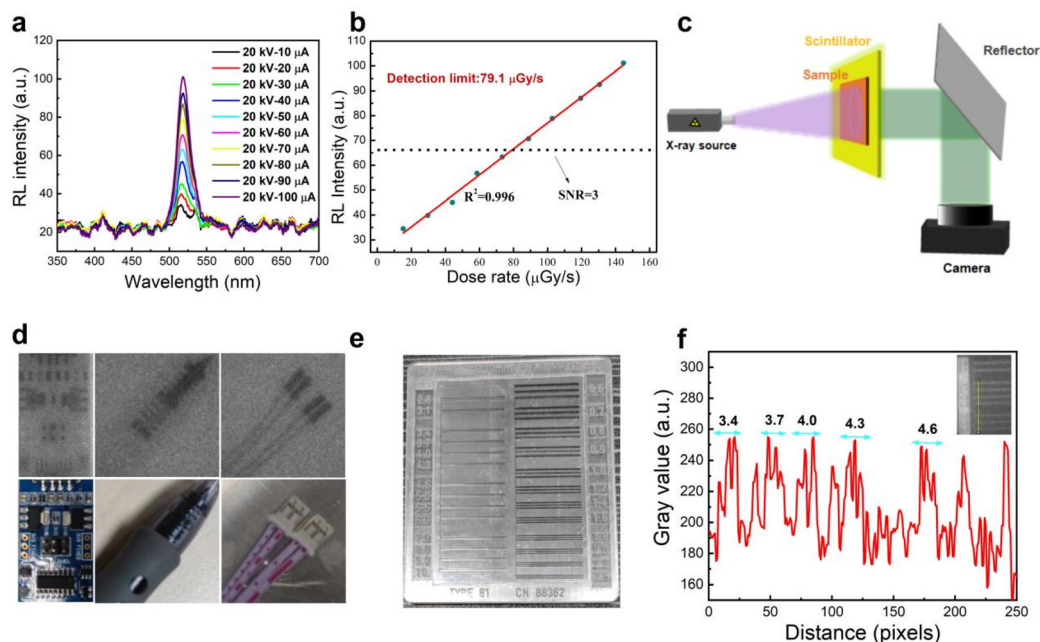 a
RL intensity (a.u.)
120
100
80
60
40
20
20 kV-10 μA
20 kV-20 μA
20 kV-30 μA
20 kV-40 μA
20 kV-50 μA
20 kV-60 μA
20 kV-70 μA
20 kV-80 μA
20 kV-90 μA
20 kV-100 μA
350 400 450 500 550 600 650 700
Wavelength (nm)
b
RL Intensity (a.u.)
110
100
90
80
70
60
50
40
30
Detection limit:79.1 μGy/s
R²=0.996
SNR=3
0 20 40 60 80 100 120 140 160
Dose rate (μGy/s)
c
Scintillator
Sample
Reflector
X-ray source
Camera
d
e
TYPE 81 CN 88362
f
Gray value (a.u.)
300
280
260
240
220
200
180
160
3.4 3.7 4.0 4.3 4.6
0 50 100 150 200 250
Distance (pixels)